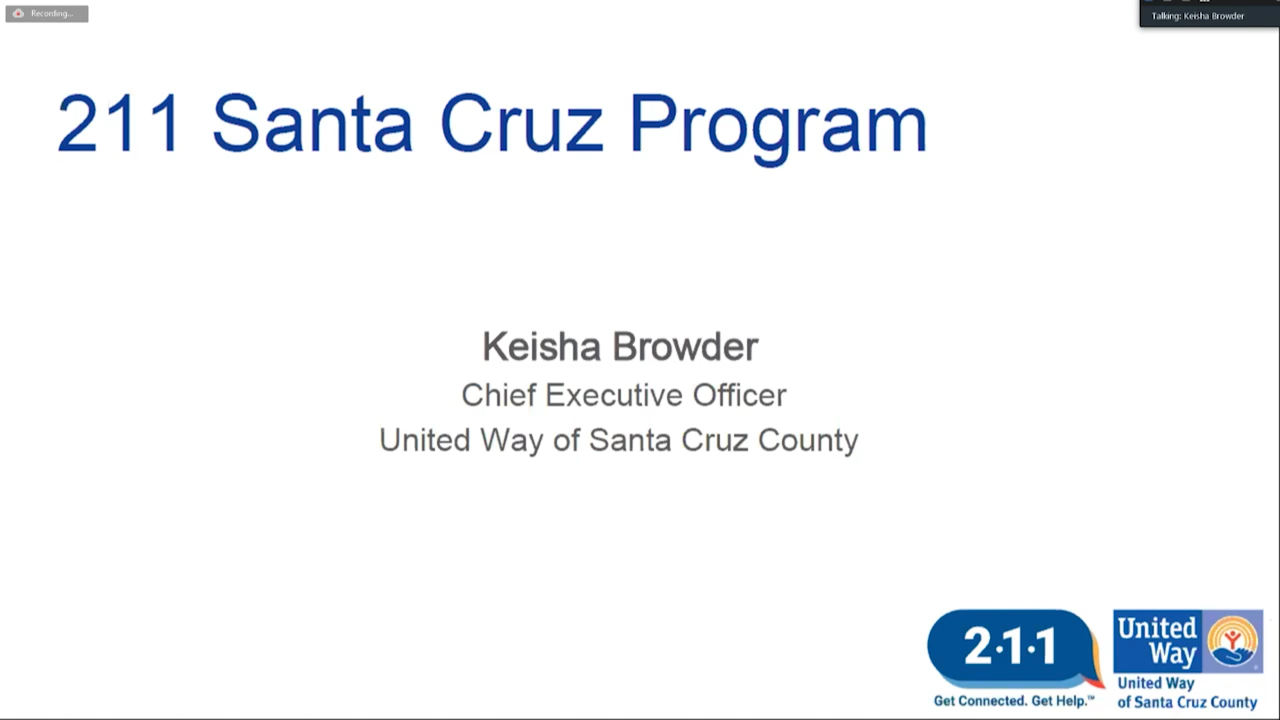 Recording...
Talking: Keisha Browder
211 Santa Cruz Program
Keisha Browder
Chief Executive Officer
United Way of Santa Cruz County
2·1·1
Get Connected. Get Help.™
United
Way
United Way
of Santa Cruz County